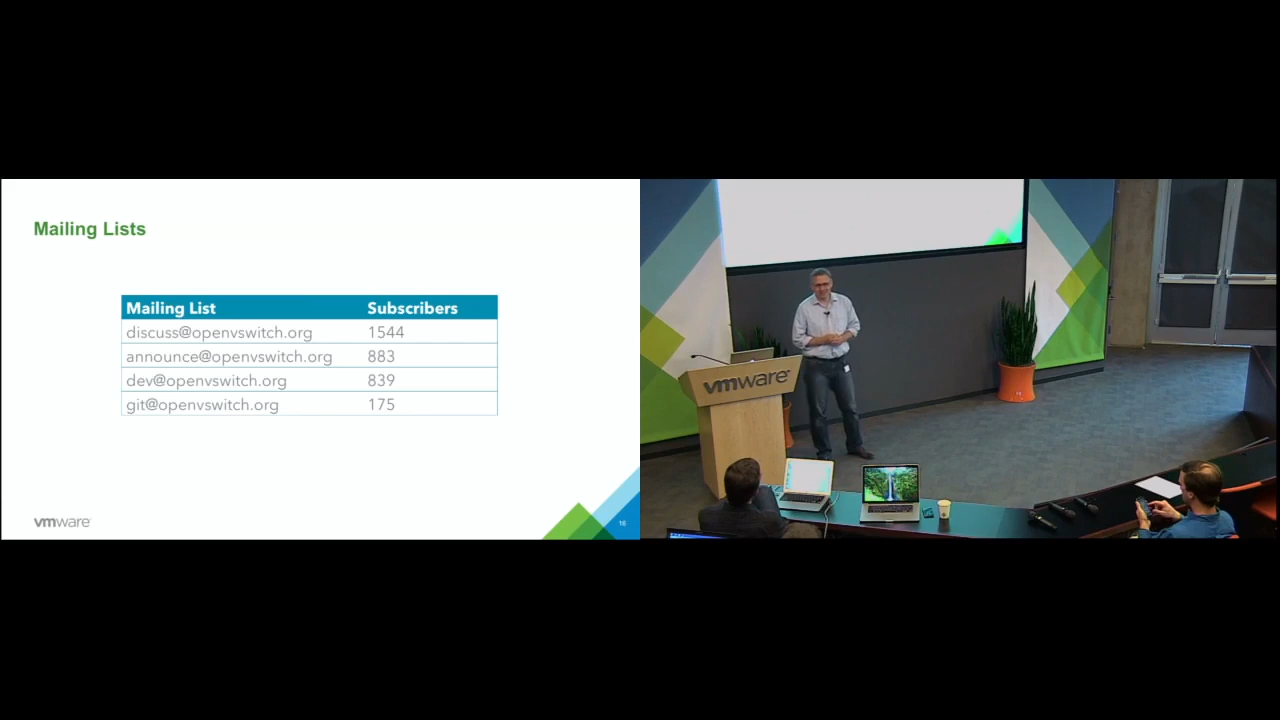 Mailing Lists
Mailing List Subscribers
discuss@openvswitch.org 1544
announce@openvswitch.org 883
dev@openvswitch.org 839
git@openvswitch.org 175
vmware
16
vmware